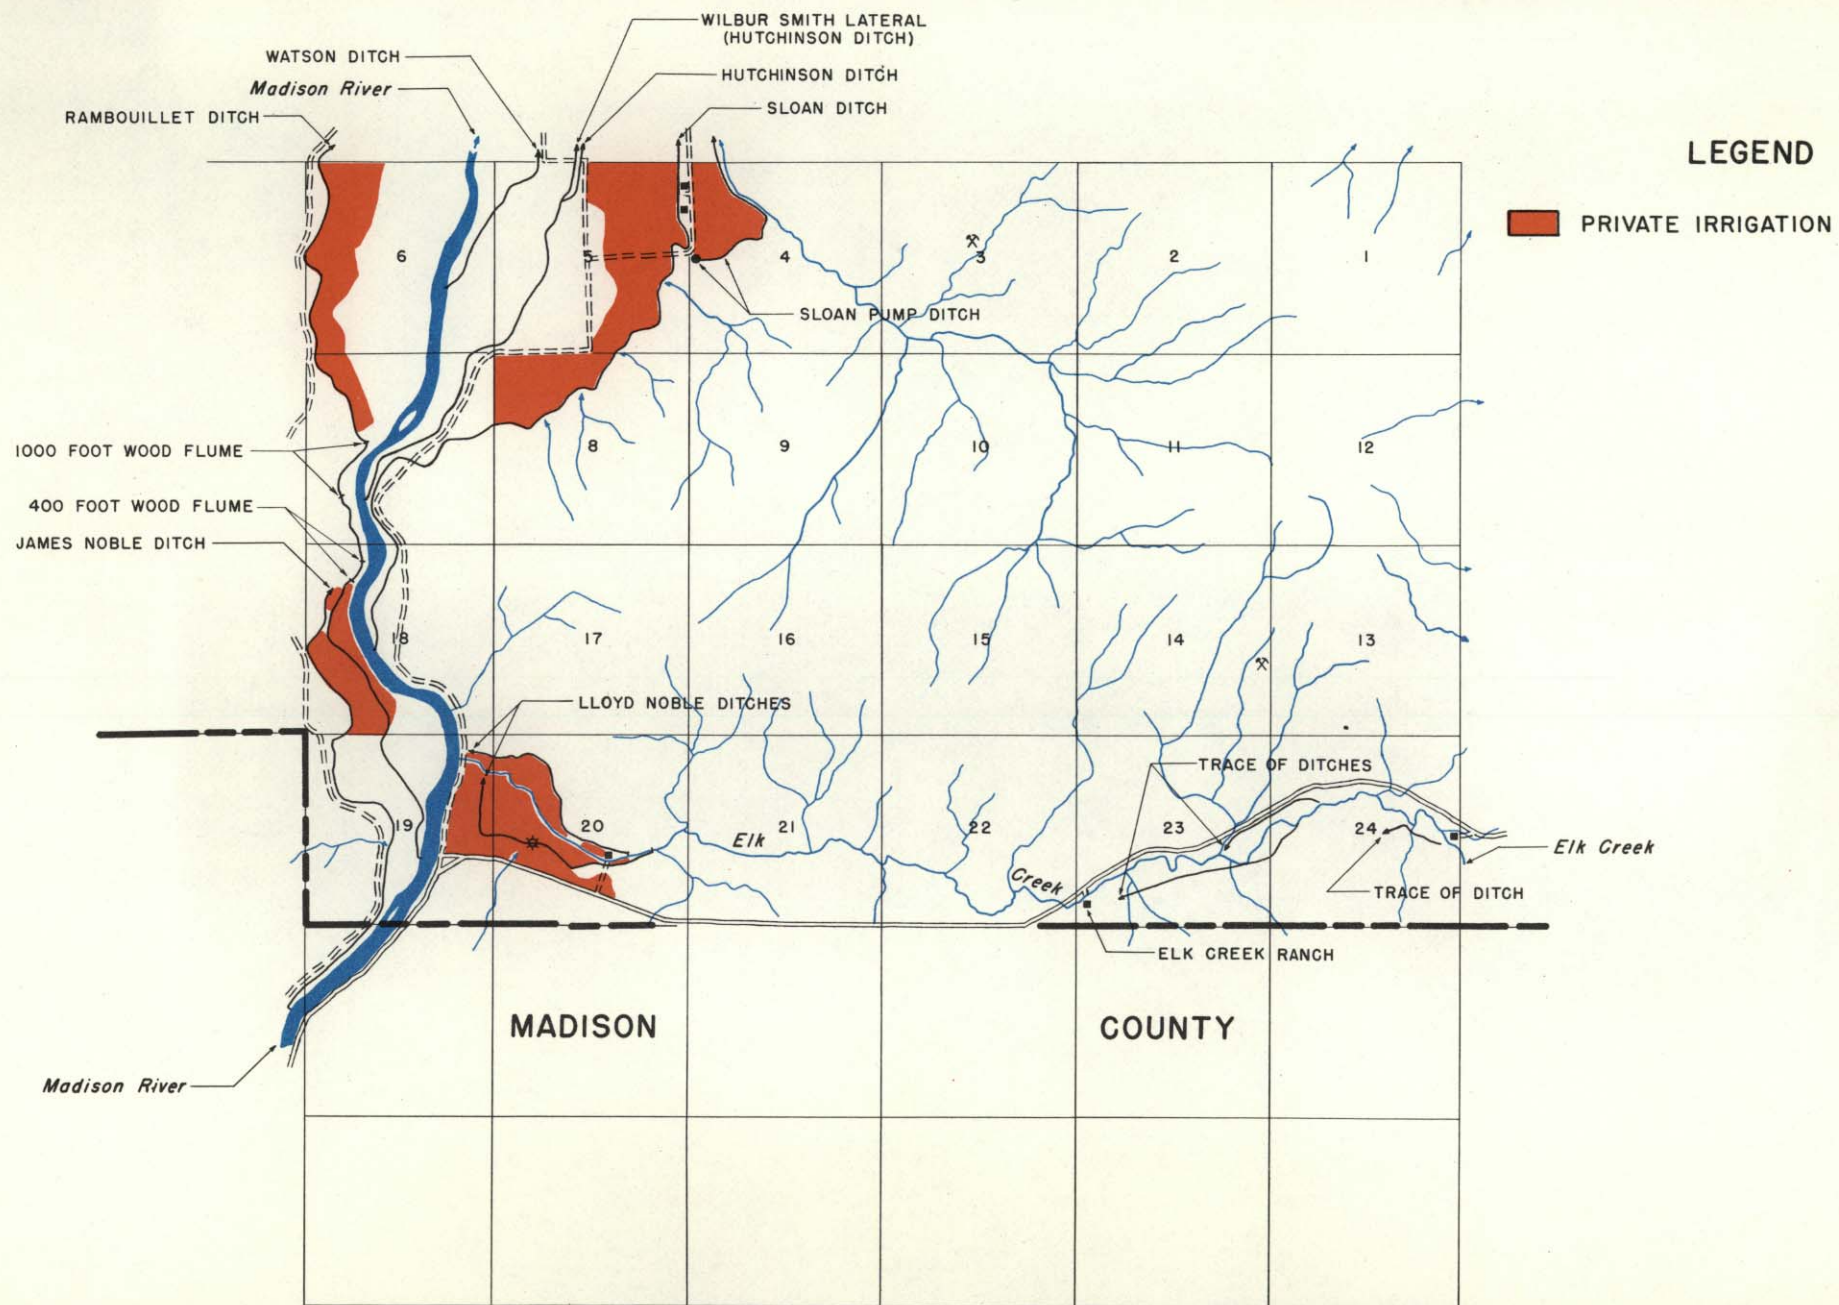 WILBUR SMITH LATERAL
(HUTCHINSON DITCH)
WATSON DITCH
HUTCHINSON DITCH
Madison River
SLOAN DITCH
RAMBOUILLET DITCH
LEGEND
PRIVATE IRRIGATION
6
5
4
3
2
1
SLOAN PUMP DITCH
1000 FOOT WOOD FLUME
8
9
10
11
12
400 FOOT WOOD FLUME
JAMES NOBLE DITCH
18
17
16
15
14
13
LLOYD NOBLE DITCHES
TRACE OF DITCHES
19
20
Elk
21
22
23
24
Elk Creek
Creek
TRACE OF DITCH
ELK CREEK RANCH
MADISON COUNTY
Madison River